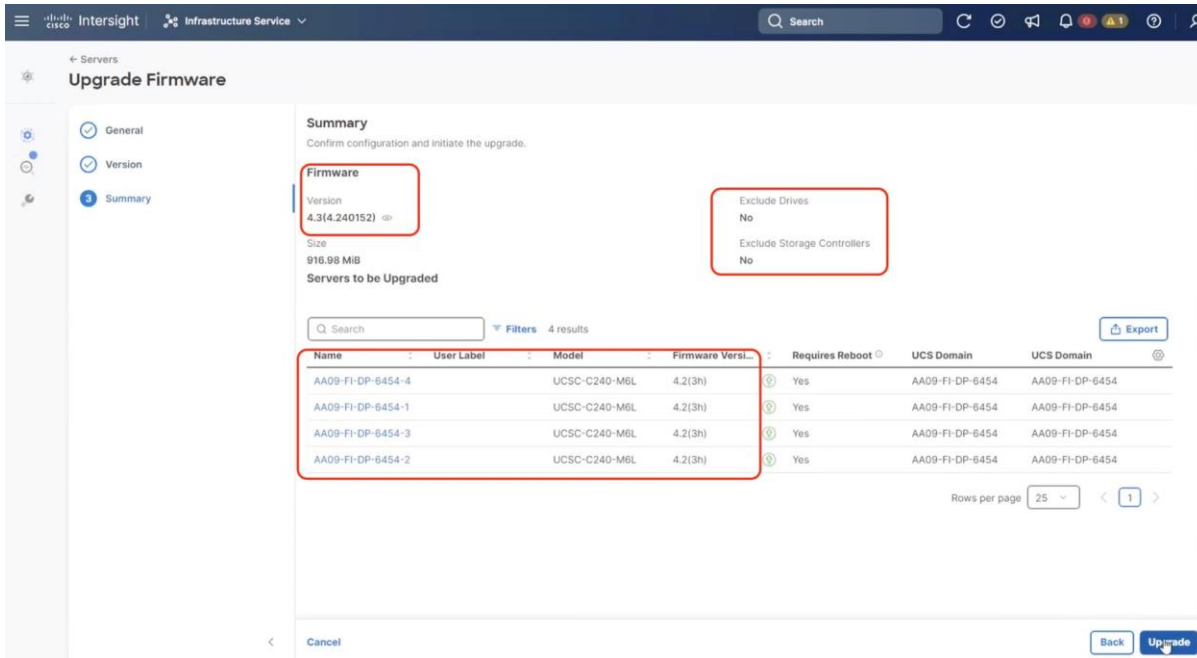 cisco Intersight Infrastructure Service Search 0 1
← Servers
Upgrade Firmware
General
Version
3 Summary
Summary
Confirm configuration and initiate the upgrade.
Firmware
Version
4.3(4.240152)
Exclude Drives
No
Size
916.98 MiB
Exclude Storage Controllers
No
Servers to be Upgraded
Search Filters 4 results Export
Name User Label Model Firmware Versi... Requires Reboot UCS Domain UCS Domain
AA09-FI-DP-6454-4 UCSC-C240-M6L 4.2(3h) Yes AA09-FI-DP-6454 AA09-FI-DP-6454
AA09-FI-DP-6454-1 UCSC-C240-M6L 4.2(3h) Yes AA09-FI-DP-6454 AA09-FI-DP-6454
AA09-FI-DP-6454-3 UCSC-C240-M6L 4.2(3h) Yes AA09-FI-DP-6454 AA09-FI-DP-6454
AA09-FI-DP-6454-2 UCSC-C240-M6L 4.2(3h) Yes AA09-FI-DP-6454 AA09-FI-DP-6454
Rows per page 25 1
Cancel Back Upgrade